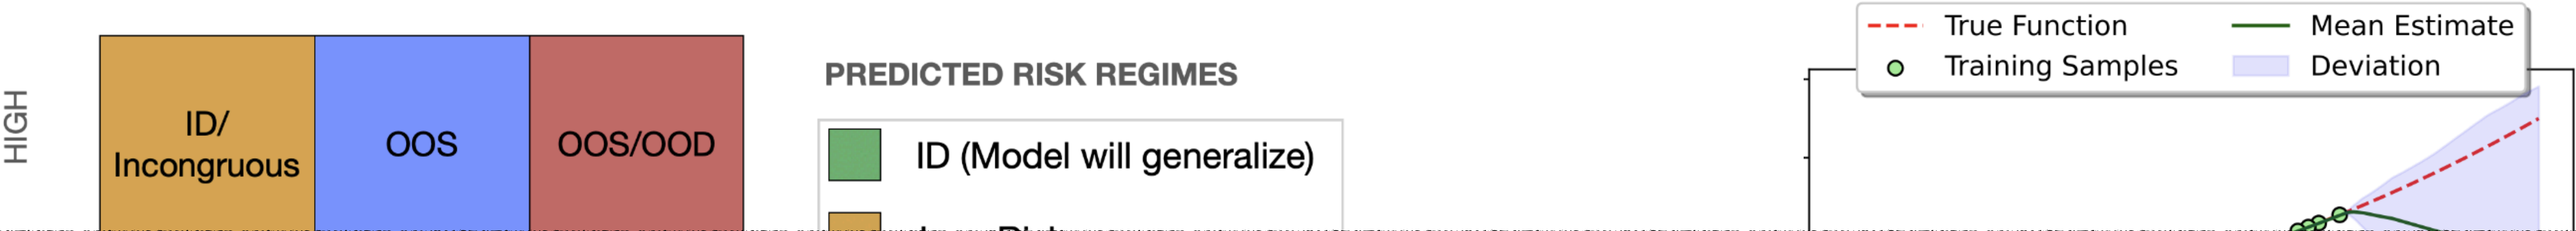 HIGH
ID/
Incongruous
OOS
OOS/OOD
PREDICTED RISK REGIMES
ID (Model will generalize)
True Function
Training Samples
Mean Estimate
Deviation